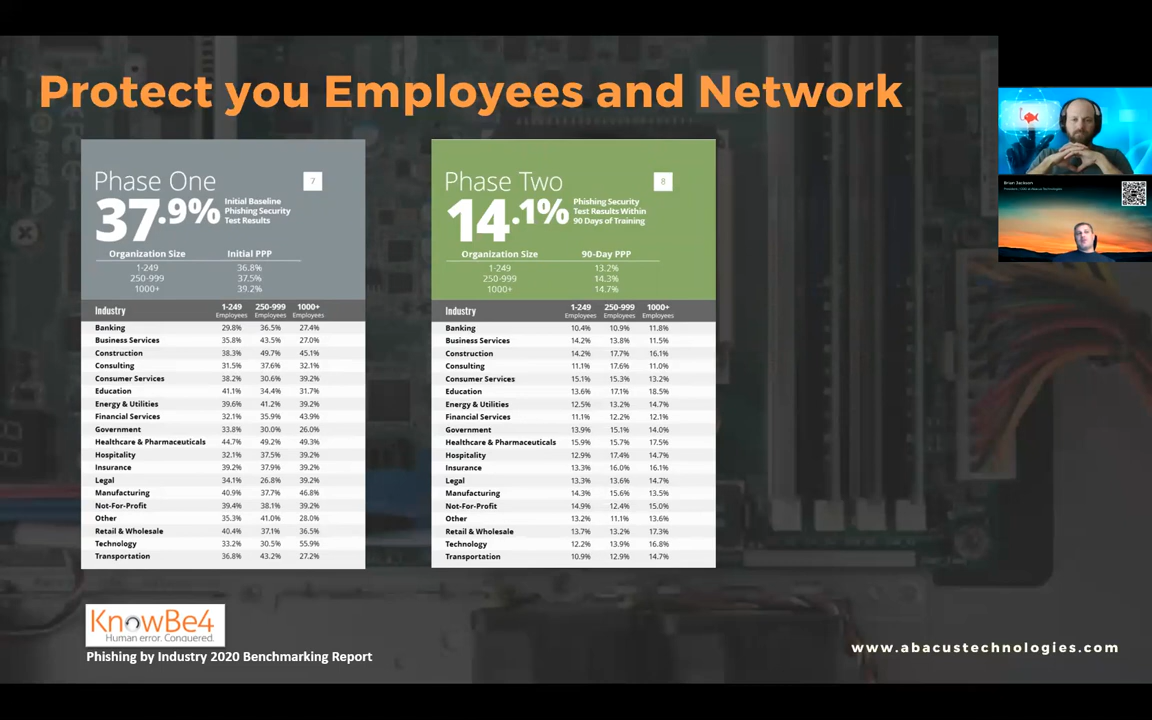 Protect you Employees and Network
Phase One
7
37.9%
Initial Baseline
Phishing Security
Test Results
Organization Size Initial PPP
1-249 36.8%
250-999 37.5%
1000+ 39.2%
Industry 1-249 Employees 250-999 Employees 1000+ Employees
Banking 29.8% 36.5% 27.4%
Business Services 35.8% 43.5% 27.0%
Construction 38.3% 49.7% 45.1%
Consulting 31.5% 37.6% 32.1%
Consumer Services 38.2% 30.6% 39.2%
Education 41.1% 34.4% 31.7%
Energy & Utilities 39.6% 41.2% 39.2%
Financial Services 32.1% 35.9% 43.9%
Government 33.8% 30.0% 26.0%
Healthcare & Pharmaceuticals 44.7% 49.2% 49.3%
Hospitality 32.1% 37.5% 39.2%
Insurance 39.2% 37.9% 39.2%
Legal 34.1% 26.8% 39.2%
Manufacturing 40.9% 37.7% 46.8%
Not-For-Profit 39.4% 38.1% 39.2%
Other 35.3% 41.0% 28.0%
Retail & Wholesale 40.4% 37.1% 36.5%
Technology 33.2% 30.5% 55.9%
Transportation 36.8% 43.2% 27.2%
Phase Two
8
14.1%
Phishing Security
Test Results Within
90 Days of Training
Organization Size 90-Day PPP
1-249 13.2%
250-999 14.3%
1000+ 14.7%
Industry 1-249 Employees 250-999 Employees 1000+ Employees
Banking 10.4% 10.9% 11.8%
Business Services 14.2% 13.8% 11.5%
Construction 14.2% 17.7% 16.1%
Consulting 11.1% 17.6% 11.0%
Consumer Services 15.1% 15.3% 13.2%
Education 13.6% 17.1% 18.5%
Energy & Utilities 12.5% 13.2% 14.7%
Financial Services 11.1% 12.2% 12.1%
Government 13.9% 15.1% 14.0%
Healthcare & Pharmaceuticals 15.9% 15.7% 17.5%
Hospitality 12.9% 17.4% 14.7%
Insurance 13.3% 16.0% 16.1%
Legal 13.3% 13.6% 14.7%
Manufacturing 14.3% 15.6% 13.5%
Not-For-Profit 14.9% 12.4% 15.0%
Other 13.2% 11.1% 13.6%
Retail & Wholesale 13.7% 13.2% 17.3%
Technology 12.2% 13.9% 16.8%
Transportation 10.9% 12.9% 14.7%
Brian Jackson
KnowBe4
Human error. Conquered.
Phishing by Industry 2020 Benchmarking Report
www.abacustechnologies.com